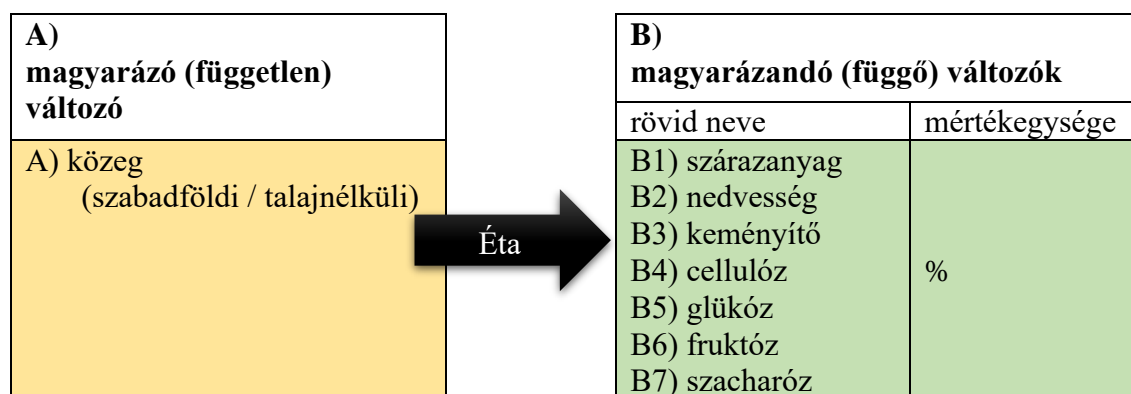 A)
magyarázó (független)
változó
A) közeg
(szabadföldi / talajnélküli)
Éta
B)
magyarázandó (függő) változók
rövid neve mértékegysége
B1) szárazanyag
B2) nedvesség
B3) keményítő
B4) cellulóz %
B5) glükóz
B6) fruktóz
B7) szacharóz